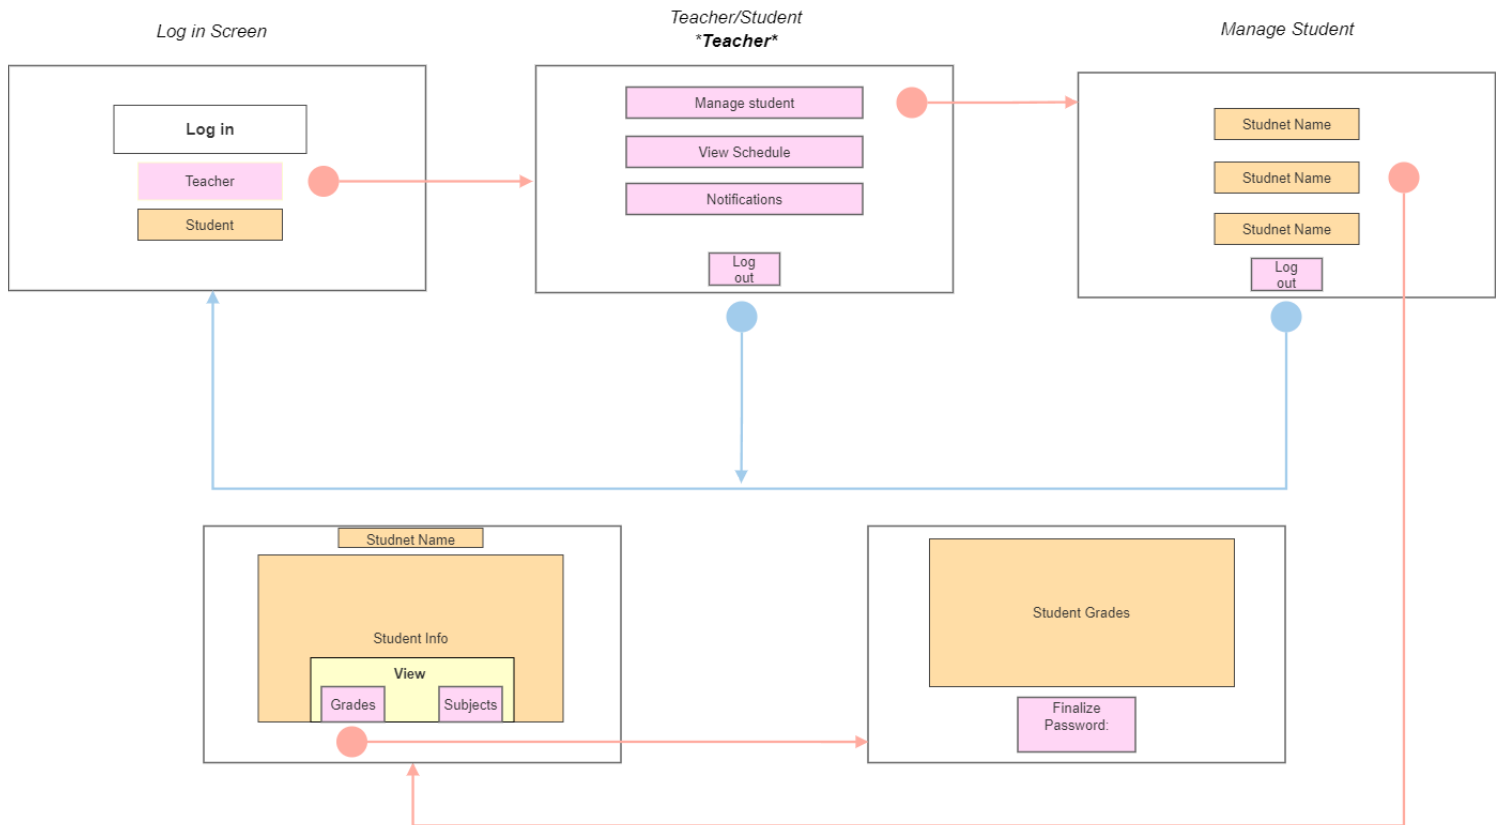 Log in Screen
Teacher/Student
*Teacher*
Manage Student
Log in
Teacher
Student
Manage student
View Schedule
Notifications
Log
out
Studnet Name
Studnet Name
Studnet Name
Log
out
Studnet Name
Student Info
View
Grades
Subjects
Student Grades
Finalize
Password: